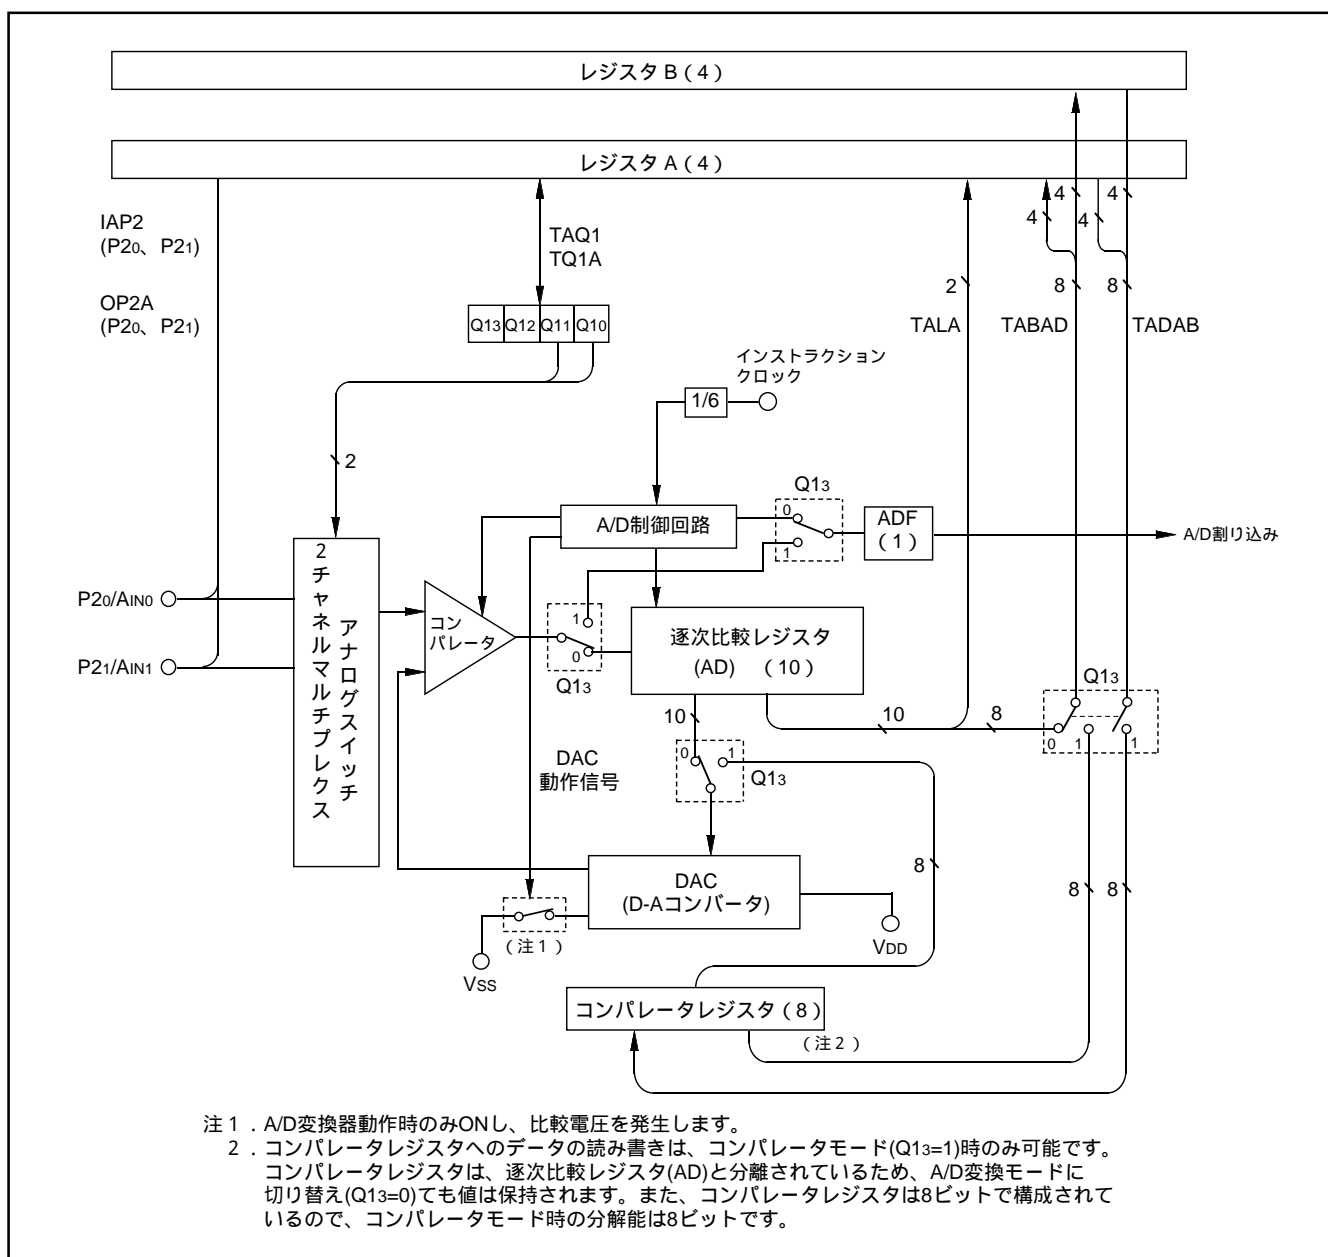 レジスタ B ( 4 )
レジスタ A ( 4 )
IAP2
(P20、P21)
OP2A
(P20、P21)
TAQ1
TQ1A
Q13 Q12 Q11 Q10
2
4
4
4
4
2
8
8
TALA
TABAD
TADAB
インストラクション
クロック
1/6
A/D制御回路
Q13
0
1
ADF
( 1 )
A/D割り込み
2チャネルマルチプレクス
アナログスイッチ
P20/AIN0
P21/AIN1
コン
パレータ
1
0
Q13
逐次比較レジスタ
(AD) ( 10 )
10
10
8
Q13
0
1
1
DAC
動作信号
0
1
Q13
8
8
8
DAC
(D-Aコンバータ)
( 注 1 )
VSS
VDD
コンパレータレジスタ ( 8 )
( 注 2 )
注 1 . A/D変換器動作時のみONし、比較電圧を発生します。
2 . コンパレータレジスタへのデータの読み書きは、コンパレータモード(Q13=1)時のみ可能です。
コンパレータレジスタは、逐次比較レジスタ(AD)と分離されているため、A/D変換モードに
切り替え(Q13=0)ても値は保持されます。また、コンパレータレジスタは8ビットで構成されて
いるので、コンパレータモード時の分解能は8ビットです。